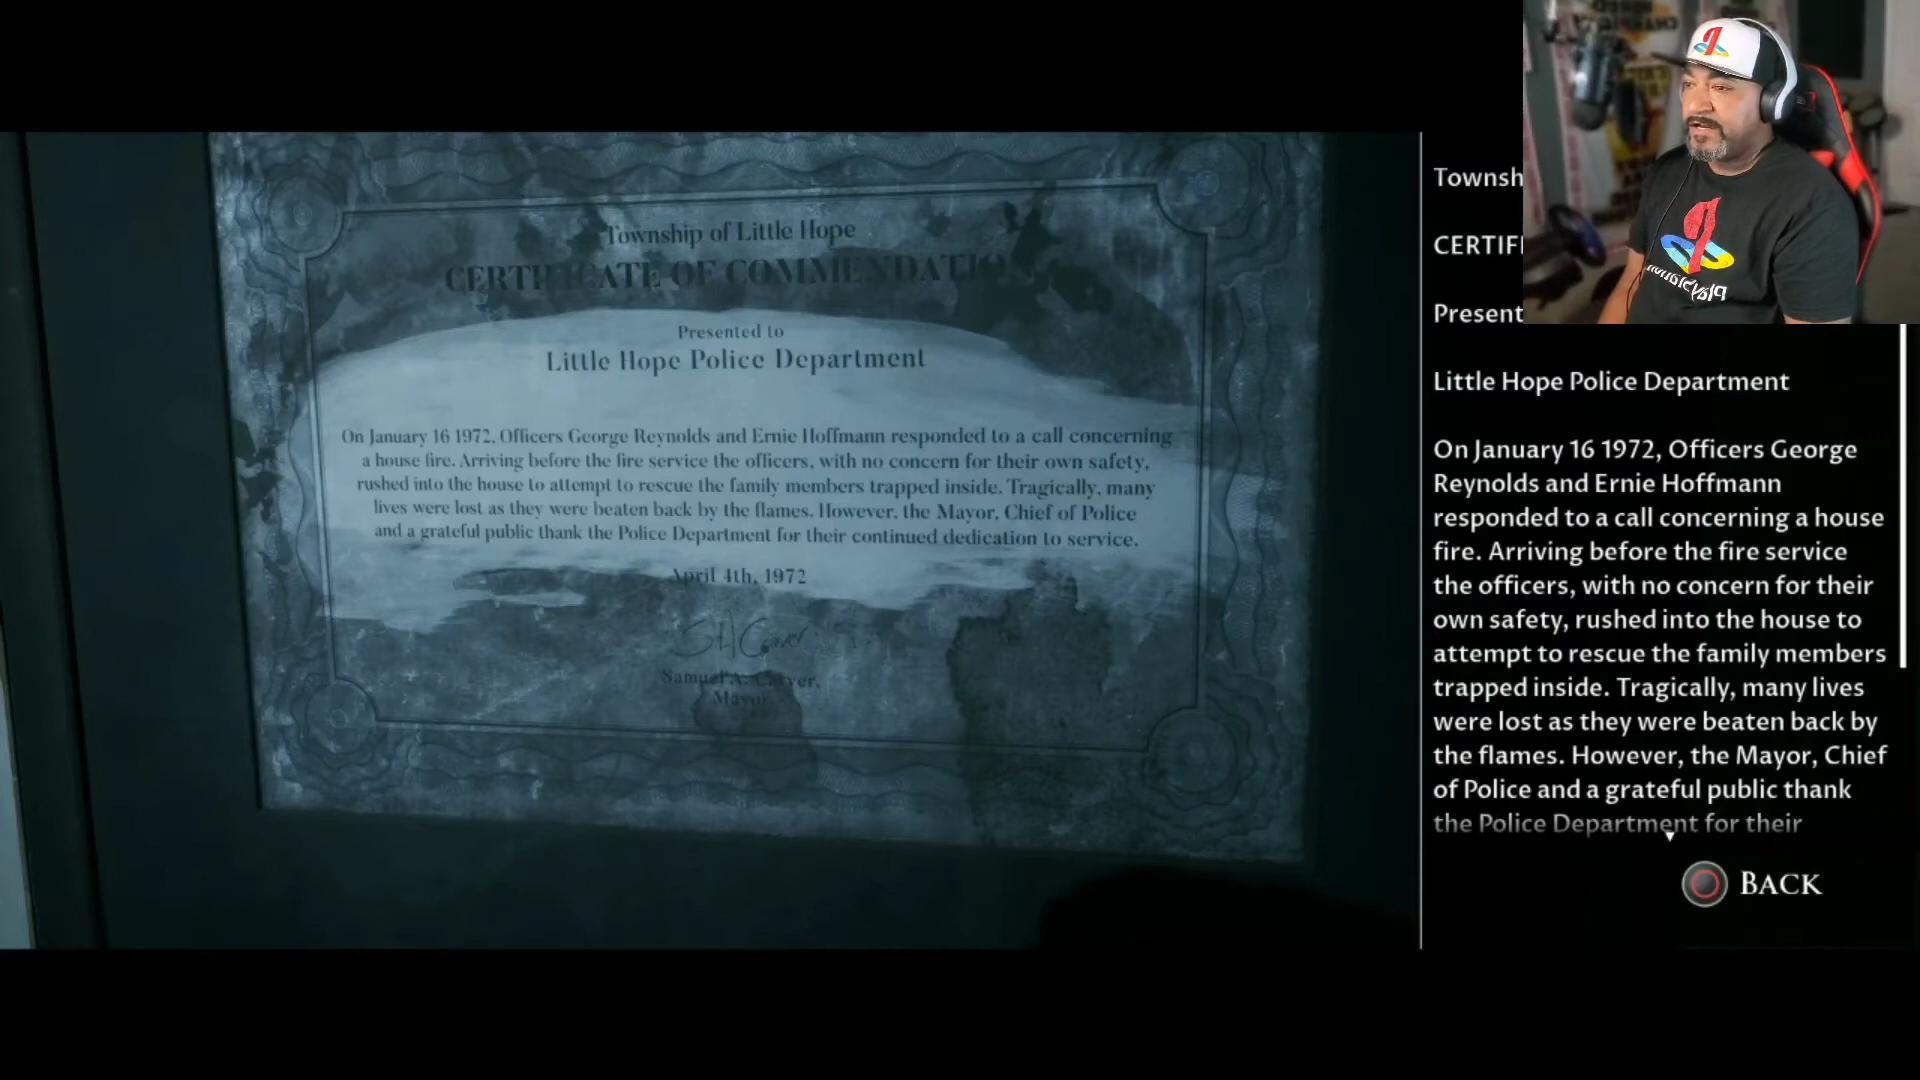 Township of Little Hope
CERTIFICATE OF COMMENDATIO
Presented to
Little Hope Police Department
On January 16 1972, Officers George Reynolds and Ernie Hoffmann responded to a call concerning
a house fire. Arriving before the fire service the officers, with no concern for their own safety,
rushed into the house to attempt to rescue the family members trapped inside. Tragically, many
lives were lost as they were beaten back by the flames. However, the Mayor, Chief of Police
and a grateful public thank the Police Department for their continued dedication to service.
April 4th, 1972
Samuel A. Carver,
Mayor
Townsh
CERTIF
Present
Little Hope Police Department
On January 16 1972, Officers George
Reynolds and Ernie Hoffmann
responded to a call concerning a house
fire. Arriving before the fire service
the officers, with no concern for their
own safety, rushed into the house to
attempt to rescue the family members
trapped inside. Tragically, many lives
were lost as they were beaten back by
the flames. However, the Mayor, Chief
of Police and a grateful public thank
the Police Department for their
BACK
PlayStation